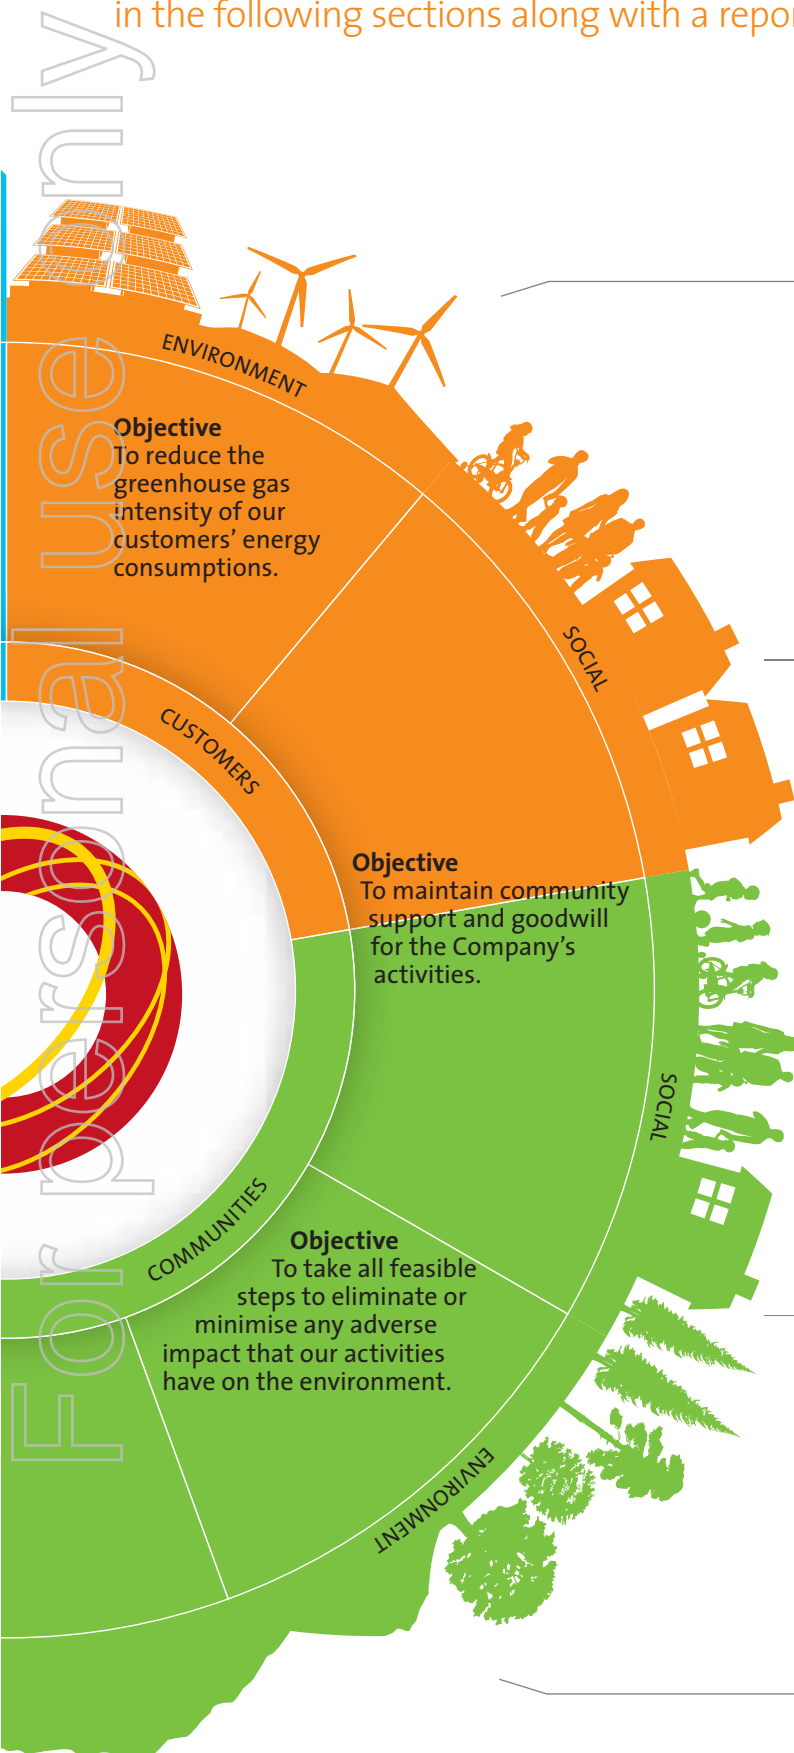 in the following sections along with a repor
ENVIRONMENT
Objective
To reduce the
greenhouse gas
intensity of our
customers’ energy
consumptions.
SOCIAL
CUSTOMERS
Objective
To maintain community
support and goodwill
for the Company’s
activities.
SOCIAL
COMMUNITIES
Objective
To take all feasible
steps to eliminate or
minimise any adverse
impact that our activities
have on the environment.
ENVIRONMENT
For personal use only